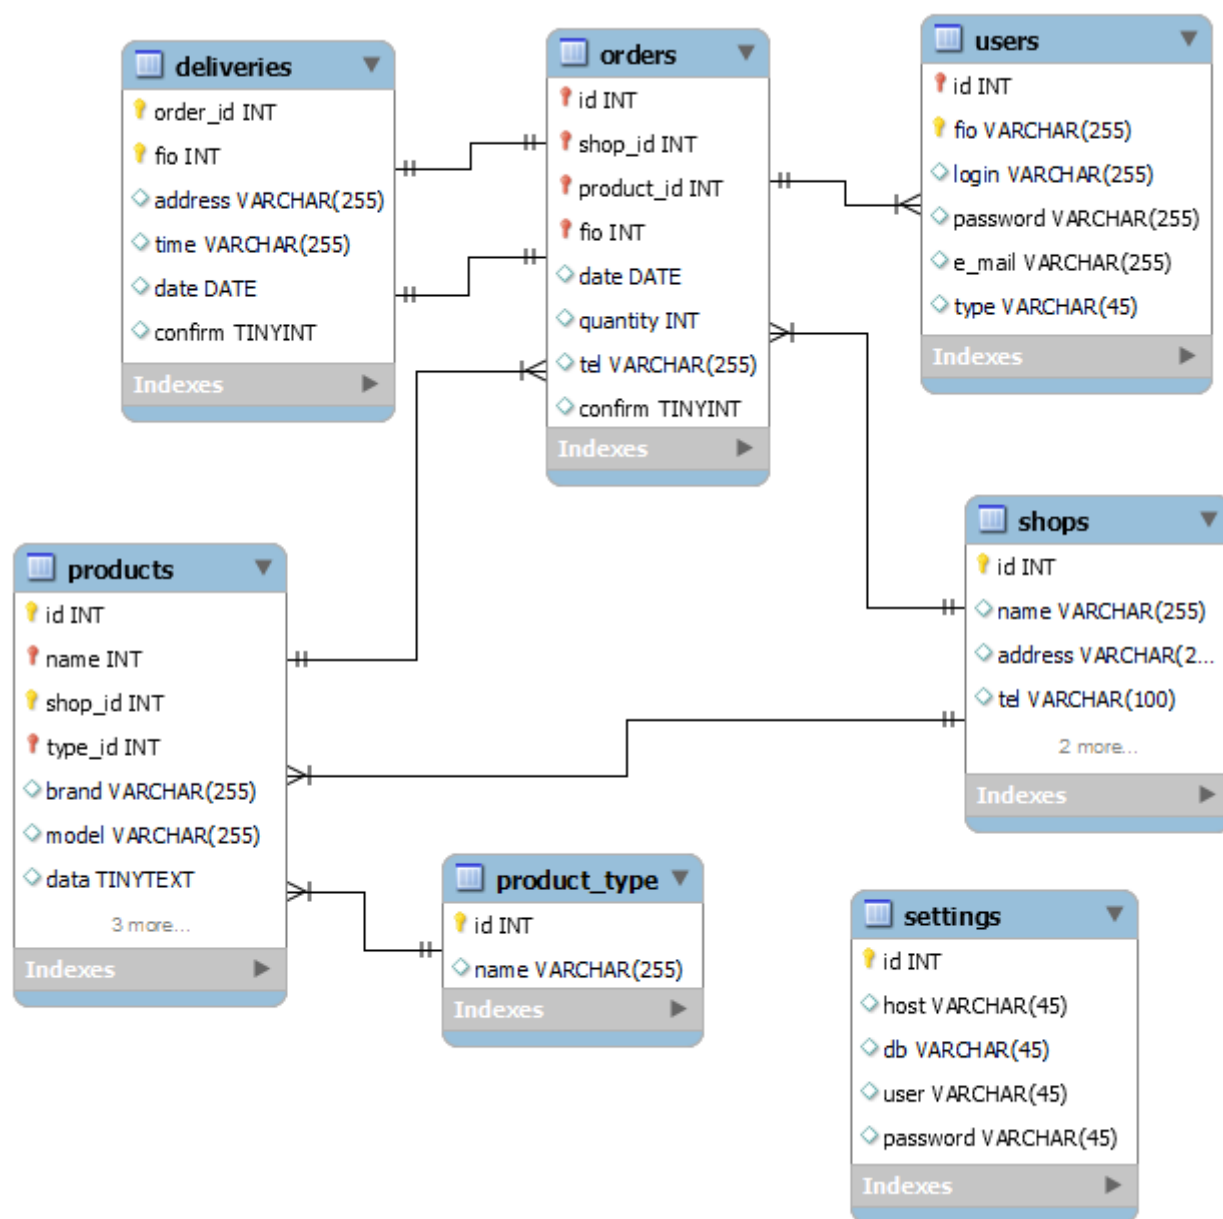 deliveries
order_id INT
fio INT
address VARCHAR(255)
time VARCHAR(255)
date DATE
confirm TINYINT
Indexes
orders
id INT
shop_id INT
product_id INT
fio INT
date DATE
quantity INT
tel VARCHAR(255)
confirm TINYINT
Indexes
users
id INT
fio VARCHAR(255)
login VARCHAR(255)
password VARCHAR(255)
e_mail VARCHAR(255)
type VARCHAR(45)
Indexes
products
id INT
name INT
shop_id INT
type_id INT
brand VARCHAR(255)
model VARCHAR(255)
data TINYTEXT
3 more...
Indexes
shops
id INT
name VARCHAR(255)
address VARCHAR(2...
tel VARCHAR(100)
2 more...
Indexes
product_type
id INT
name VARCHAR(255)
Indexes
settings
id INT
host VARCHAR(45)
db VARCHAR(45)
user VARCHAR(45)
password VARCHAR(45)
Indexes